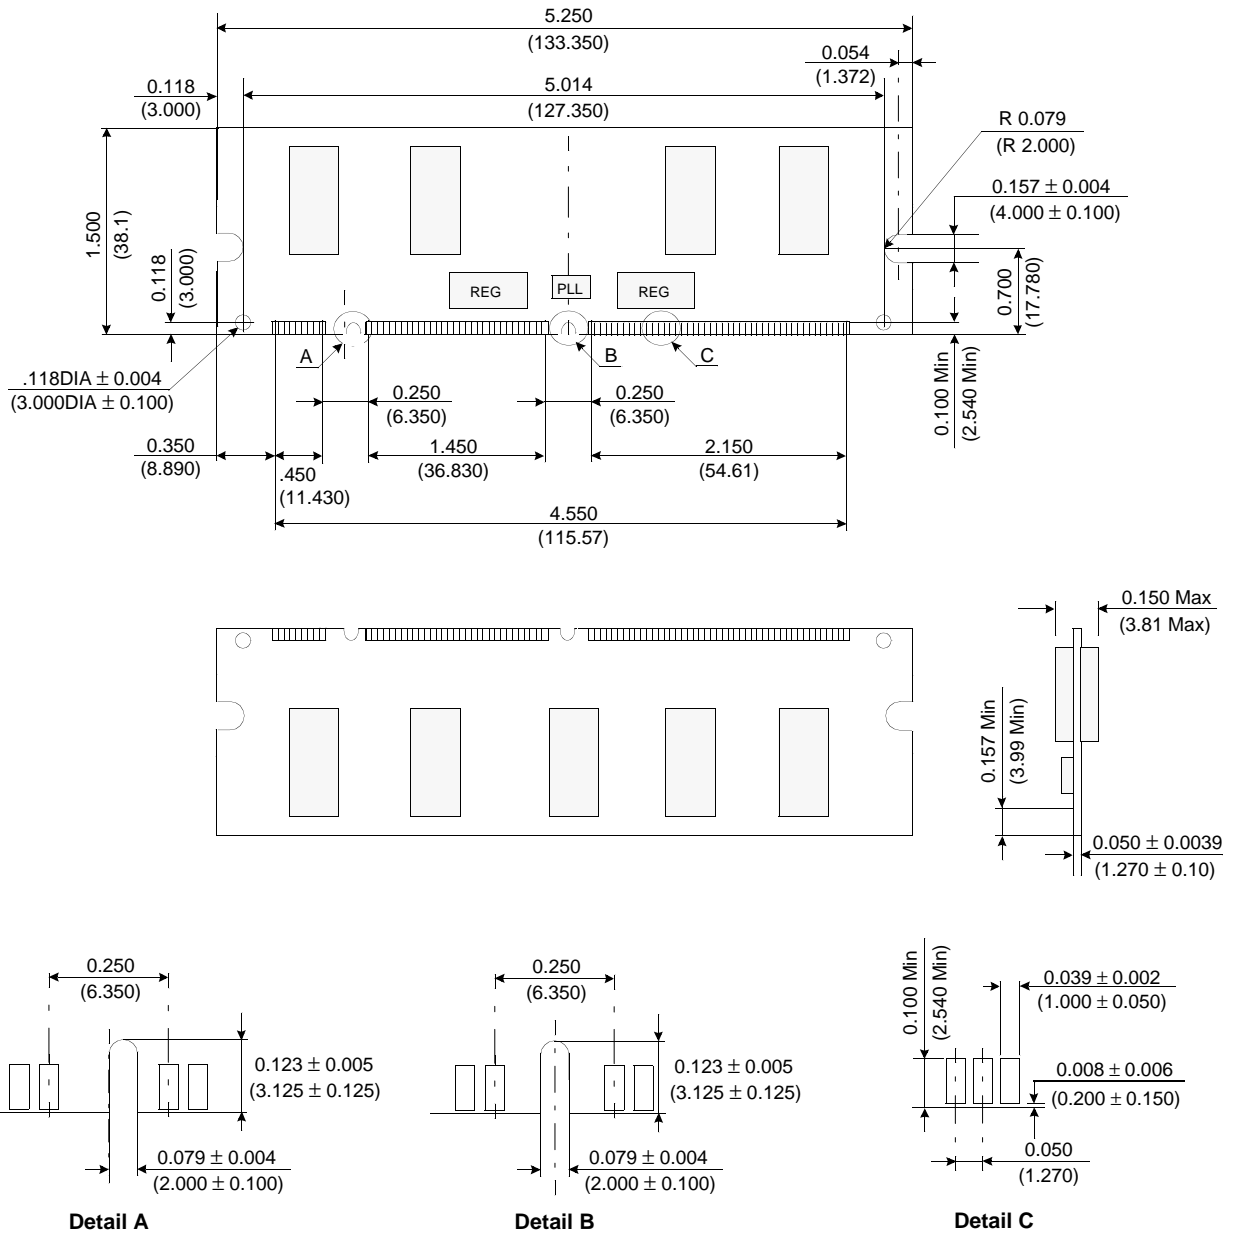 5.250
(133.350)
0.054
(1.372)
0.118
(3.000)
5.014
(127.350)
R 0.079
(R 2.000)
0.157 ± 0.004
(4.000 ± 0.100)
1.500
(38.1)
0.118
(3.000)
REG
PLL
REG
0.700
(17.780)
A
B
C
.118DIA ± 0.004
(3.000DIA ± 0.100)
0.250
(6.350)
0.250
(6.350)
0.100 Min
(2.540 Min)
0.350
(8.890)
.450
(11.430)
1.450
(36.830)
2.150
(54.61)
4.550
(115.57)
0.150 Max
(3.81 Max)
0.157 Min
(3.99 Min)
0.050 ± 0.0039
(1.270 ± 0.10)
0.250
(6.350)
0.123 ± 0.005
(3.125 ± 0.125)
0.079 ± 0.004
(2.000 ± 0.100)
Detail A
0.250
(6.350)
0.123 ± 0.005
(3.125 ± 0.125)
0.079 ± 0.004
(2.000 ± 0.100)
Detail B
0.100 Min
(2.540 Min)
0.039 ± 0.002
(1.000 ± 0.050)
0.008 ± 0.006
(0.200 ± 0.150)
0.050
(1.270)
Detail C